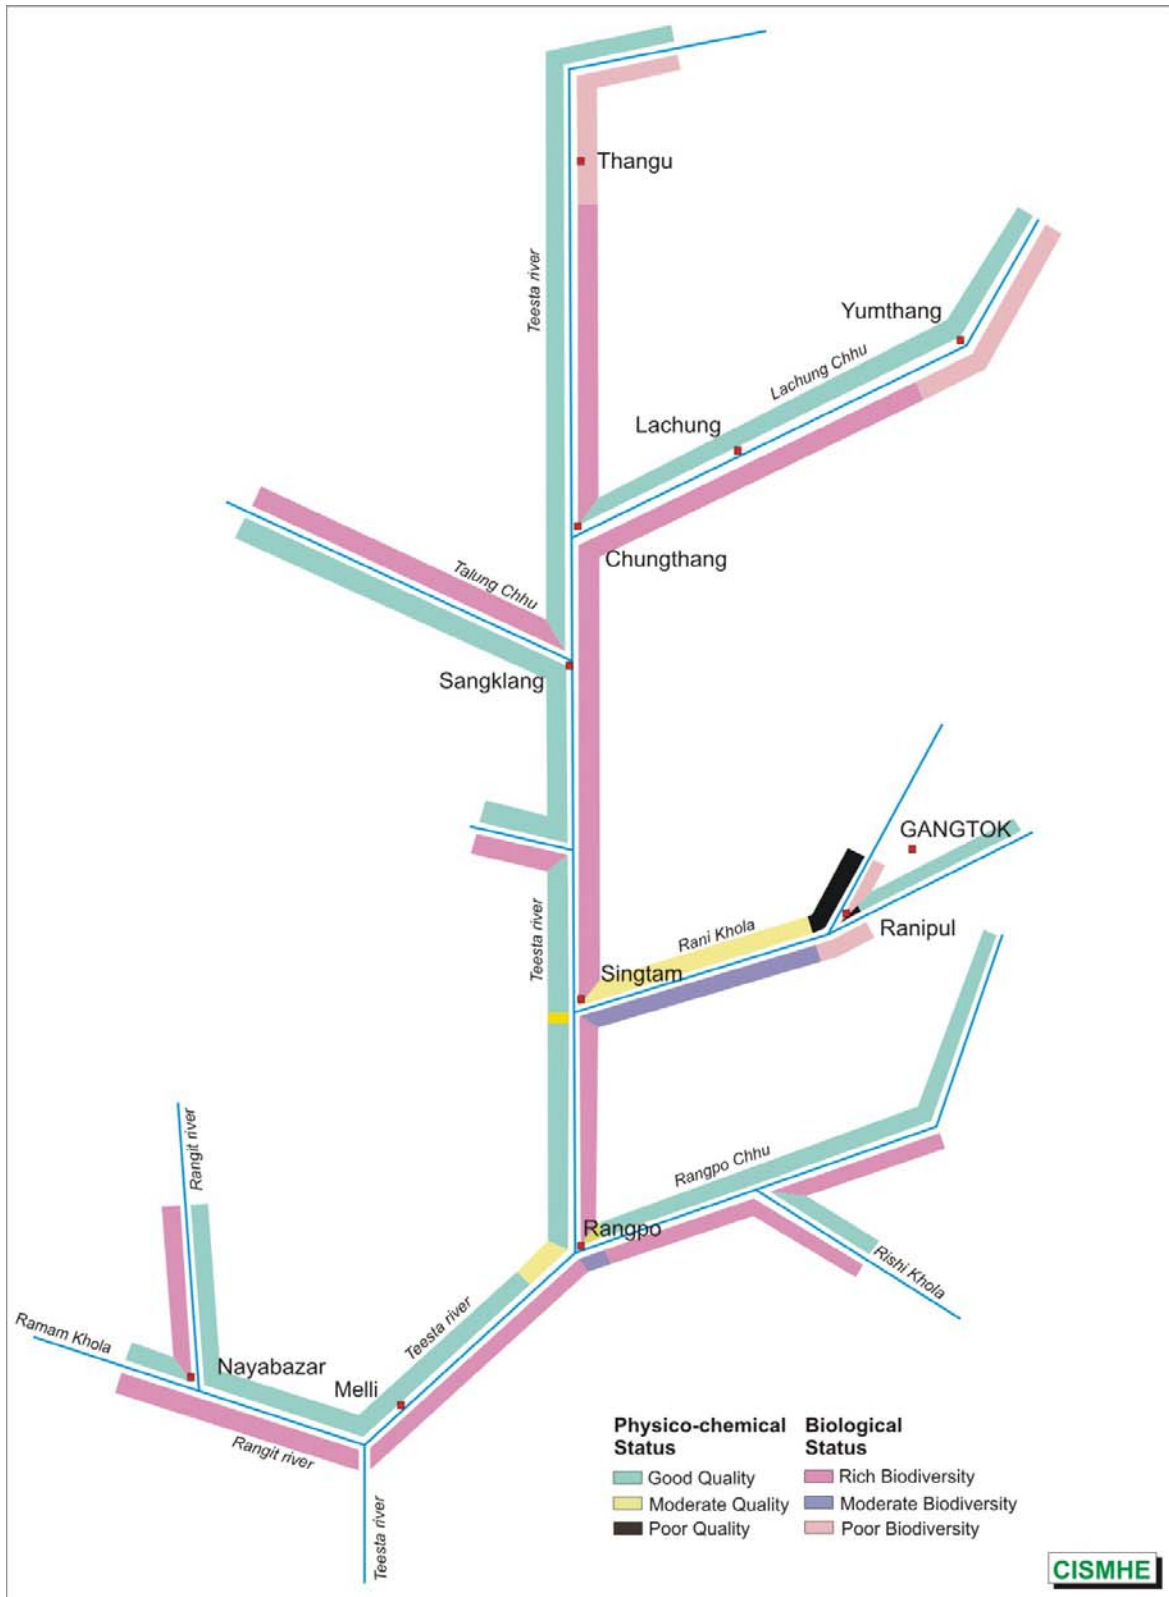 Thangu
Teesta river
Yumthang
Lachung Chhu
Lachung
Chungthang
Talung Chhu
Sangklang
GANGTOK
Ranipul
Rani Khola
Teesta river
Singtam
Rangit river
Rangpo Chhu
Rangpo
Rishi Khola
Teesta river
Ramam Khola
Nayabazar
Melli
Rangit river
Teesta river
Physico-chemical
Status
Good Quality
Moderate Quality
Poor Quality
Biological
Status
Rich Biodiversity
Moderate Biodiversity
Poor Biodiversity
CISMHE